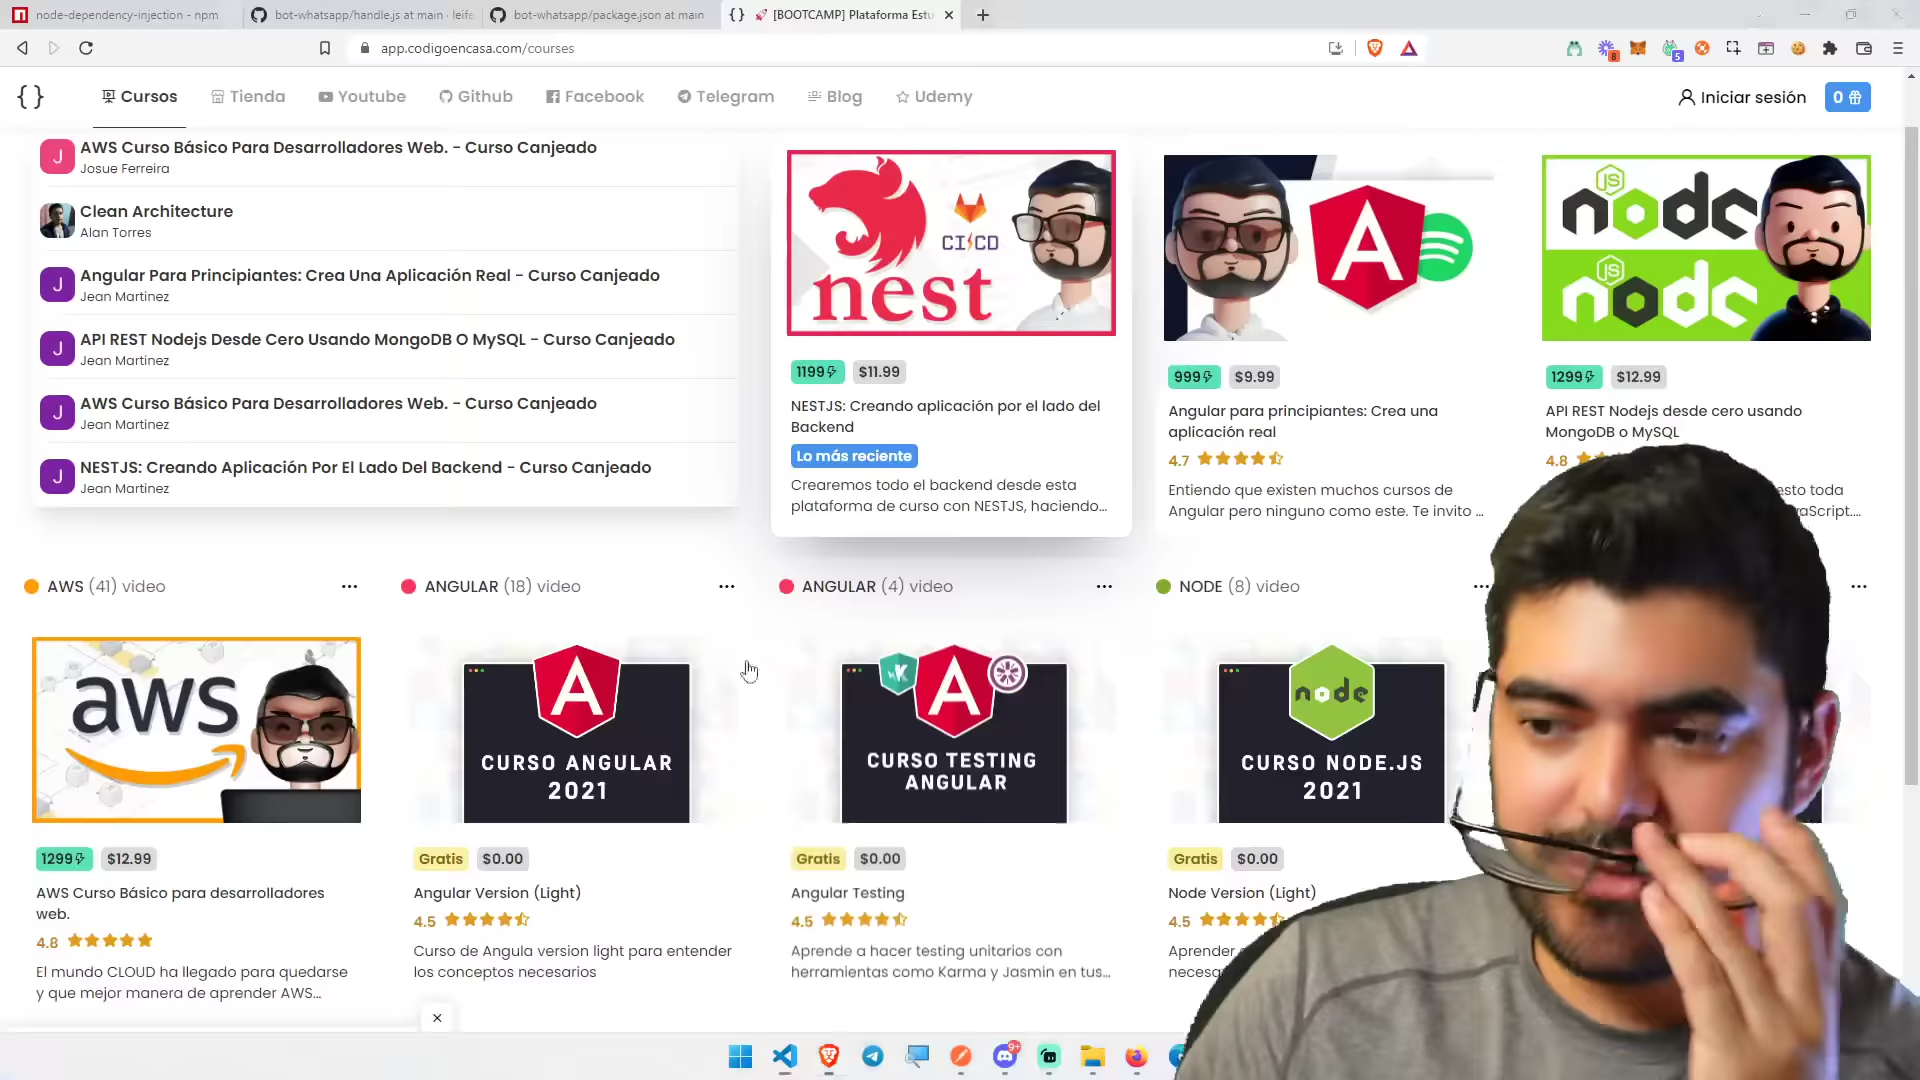 node-dependency-injection - npm
bot-whatsapp/handle.js at main · leife
bot-whatsapp/package.json at main
[BOOTCAMP] Plataforma Estu
app.codigoencasa.com/courses
8
5
Cursos
Tienda
Youtube
Github
Facebook
Telegram
Blog
Udemy
Iniciar sesión
0
J
AWS Curso Básico Para Desarrolladores Web. - Curso Canjeado
Josue Ferreira
Clean Architecture
Alan Torres
J
Angular Para Principiantes: Crea Una Aplicación Real - Curso Canjeado
Jean Martinez
J
API REST Nodejs Desde Cero Usando MongoDB O MySQL - Curso Canjeado
Jean Martinez
J
AWS Curso Básico Para Desarrolladores Web. - Curso Canjeado
Jean Martinez
J
NESTJS: Creando Aplicación Por El Lado Del Backend - Curso Canjeado
Jean Martinez
nest
CI CD
1199
$11.99
NESTJS: Creando aplicación por el lado del
Backend
Lo más reciente
Crearemos todo el backend desde esta
plataforma de curso con NESTJS, haciendo...
A
999
$9.99
Angular para principiantes: Crea una
aplicación real
4.7
Entiendo que existen muchos cursos de
Angular pero ninguno como este. Te invito ...
JS
node
JS
node
1299
$12.99
API REST Nodejs desde cero usando
MongoDB o MySQL
4.8
esto toda
AWS (41) video
ANGULAR (18) video
ANGULAR (4) video
NODE (8) video
aws
1299
$12.99
AWS Curso Básico para desarrolladores
web.
4.8
El mundo CLOUD ha llegado para quedarse
y que mejor manera de aprender AWS...
A
CURSO ANGULAR
2021
Gratis
$0.00
Angular Version (Light)
4.5
Curso de Angula version light para entender
los conceptos necesarios
K
A
CURSO TESTING
ANGULAR
Gratis
$0.00
Angular Testing
4.5
Aprende a hacer testing unitarios con
herramientas como Karma y Jasmin en tus...
node
CURSO NODE.JS
2021
Gratis
$0.00
Node Version (Light)
4.5
Aprender
9+